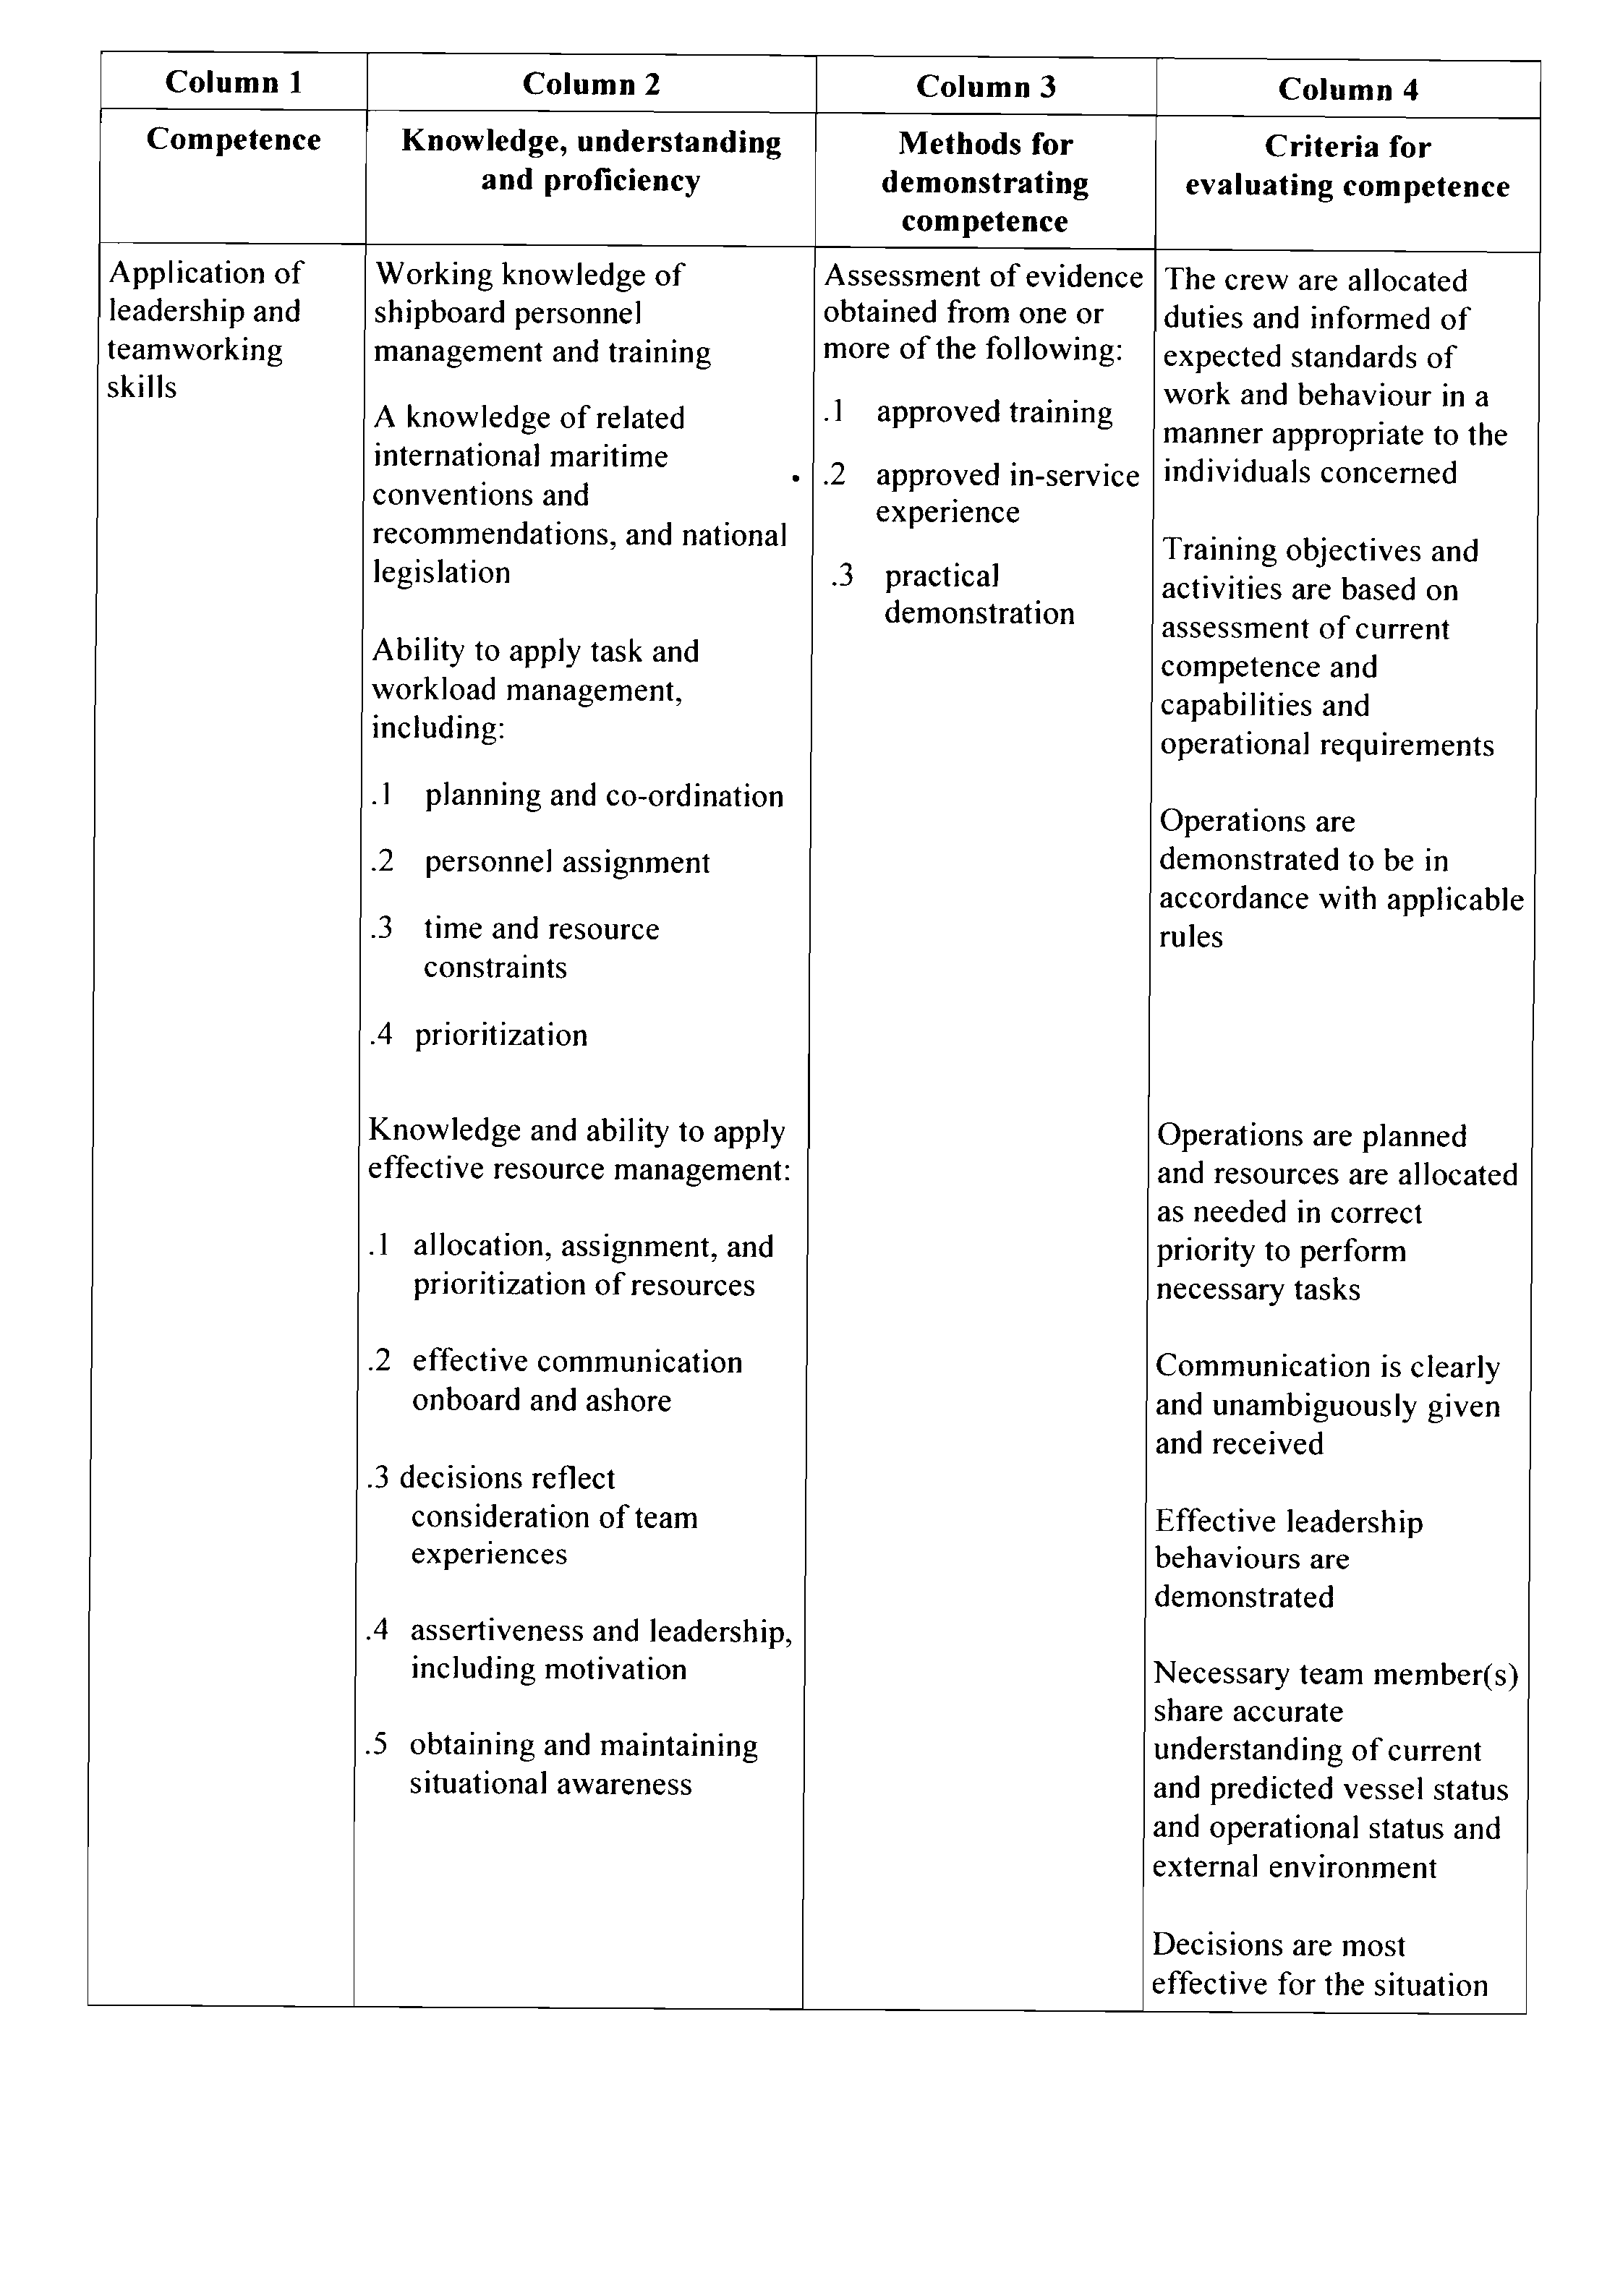 Column 1
Column 2
Column 3
Column 4
Competence
Knowledge, understanding
and proficiency
Methods for
demonstrating
competence
Criteria for
evaluating competence
Application of
leadership and
teamworking
skills
Working knowledge of
shipboard personnel
management and training
A knowledge of related
international maritime
conventions and
recommendations, and national
legislation
Ability to apply task and
workload management,
including:
.1 planning and co-ordination
.2 personnel assignment
.3 time and resource
constraints
.4 prioritization
Knowledge and ability to apply
effective resource management:
.1 allocation, assignment, and
prioritization of resources
.2 effective communication
onboard and ashore
.3 decisions reflect
consideration of team
experiences
.4 assertiveness and leadership,
including motivation
.5 obtaining and maintaining
situational awareness
Assessment of evidence
obtained from one or
more of the following:
.1 approved training
.2 approved in-service
experience
.3 practical
demonstration
The crew are allocated
duties and informed of
expected standards of
work and behaviour in a
manner appropriate to the
individuals concerned
Training objectives and
activities are based on
assessment of current
competence and
capabilities and
operational requirements
Operations are
demonstrated to be in
accordance with applicable
rules
Operations are planned
and resources are allocated
as needed in correct
priority to perform
necessary tasks
Communication is clearly
and unambiguously given
and received
Effective leadership
behaviours are
demonstrated
Necessary team member(s)
share accurate
understanding of current
and predicted vessel status
and operational status and
external environment
Decisions are most
effective for the situation